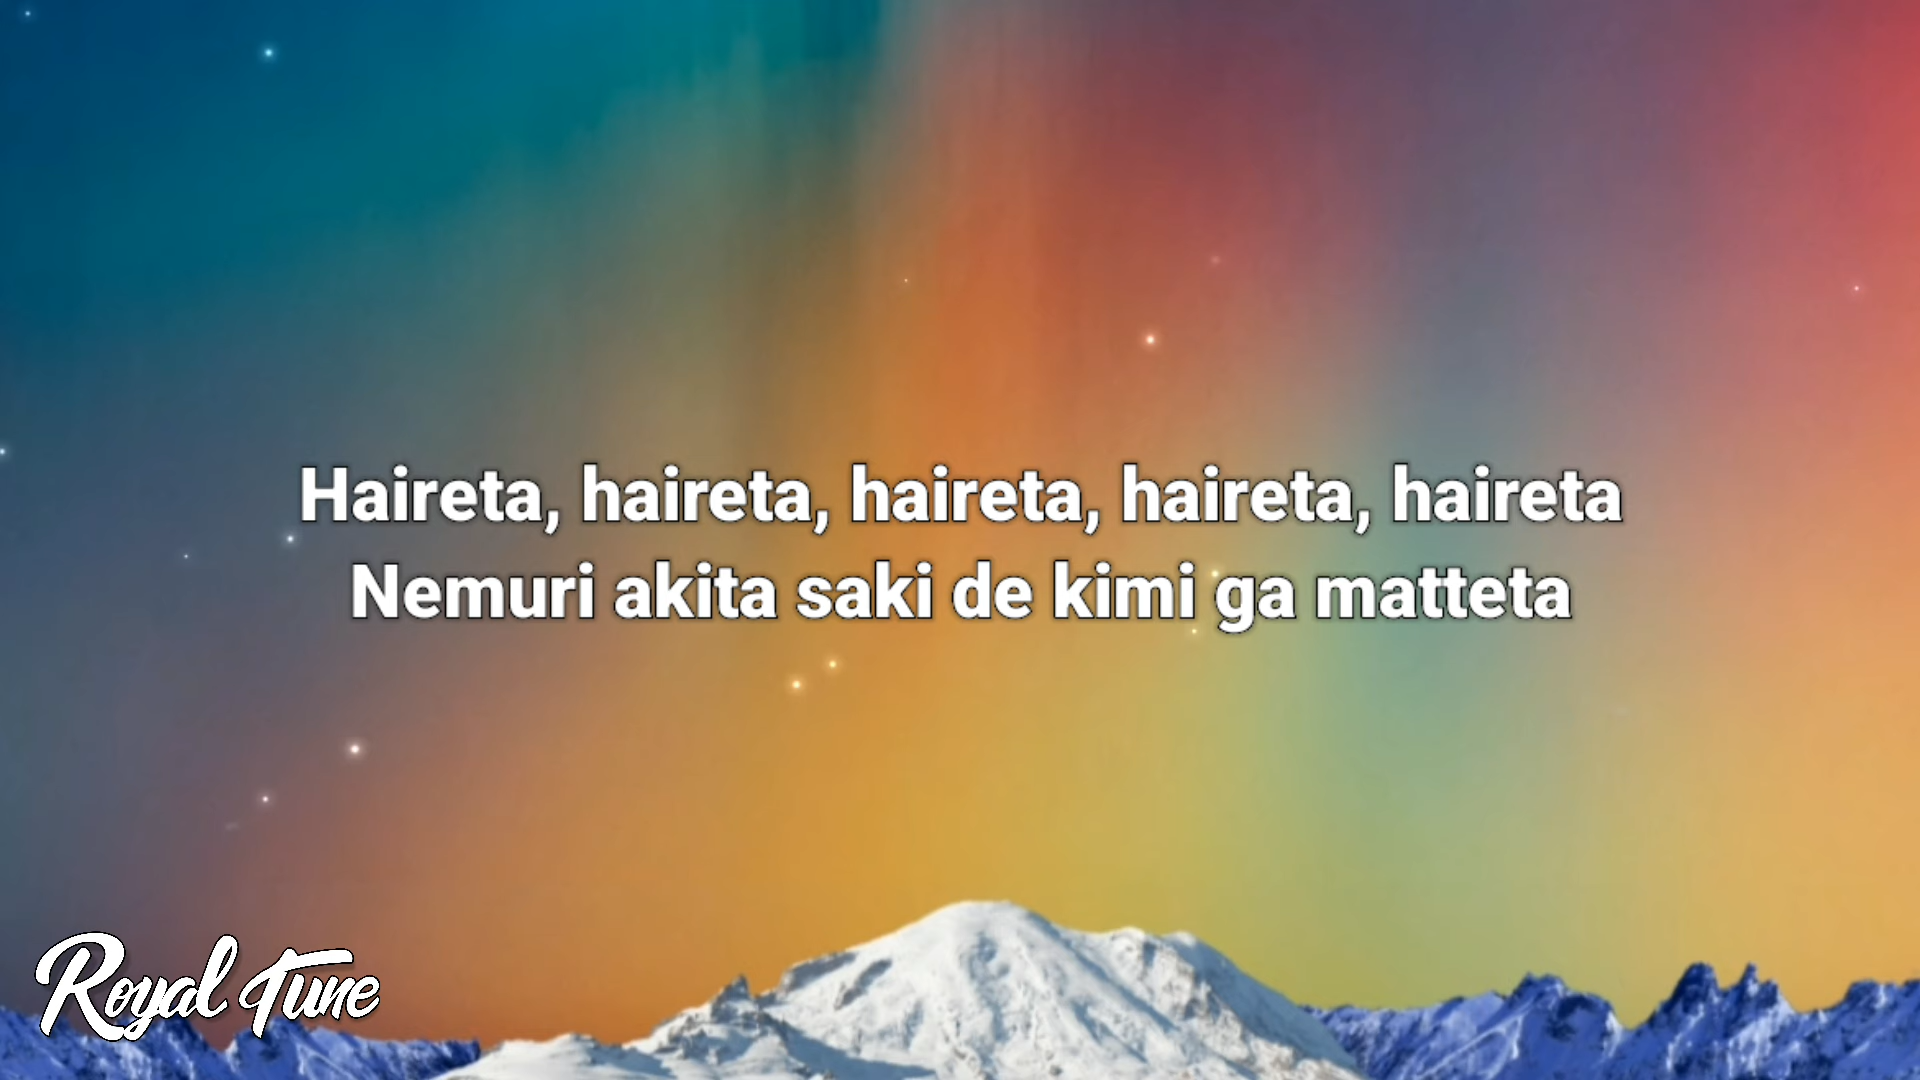 Haireta, haireta, haireta, haireta, haireta
Nemuri akita saki de kimi ga matteta
Royal Tune